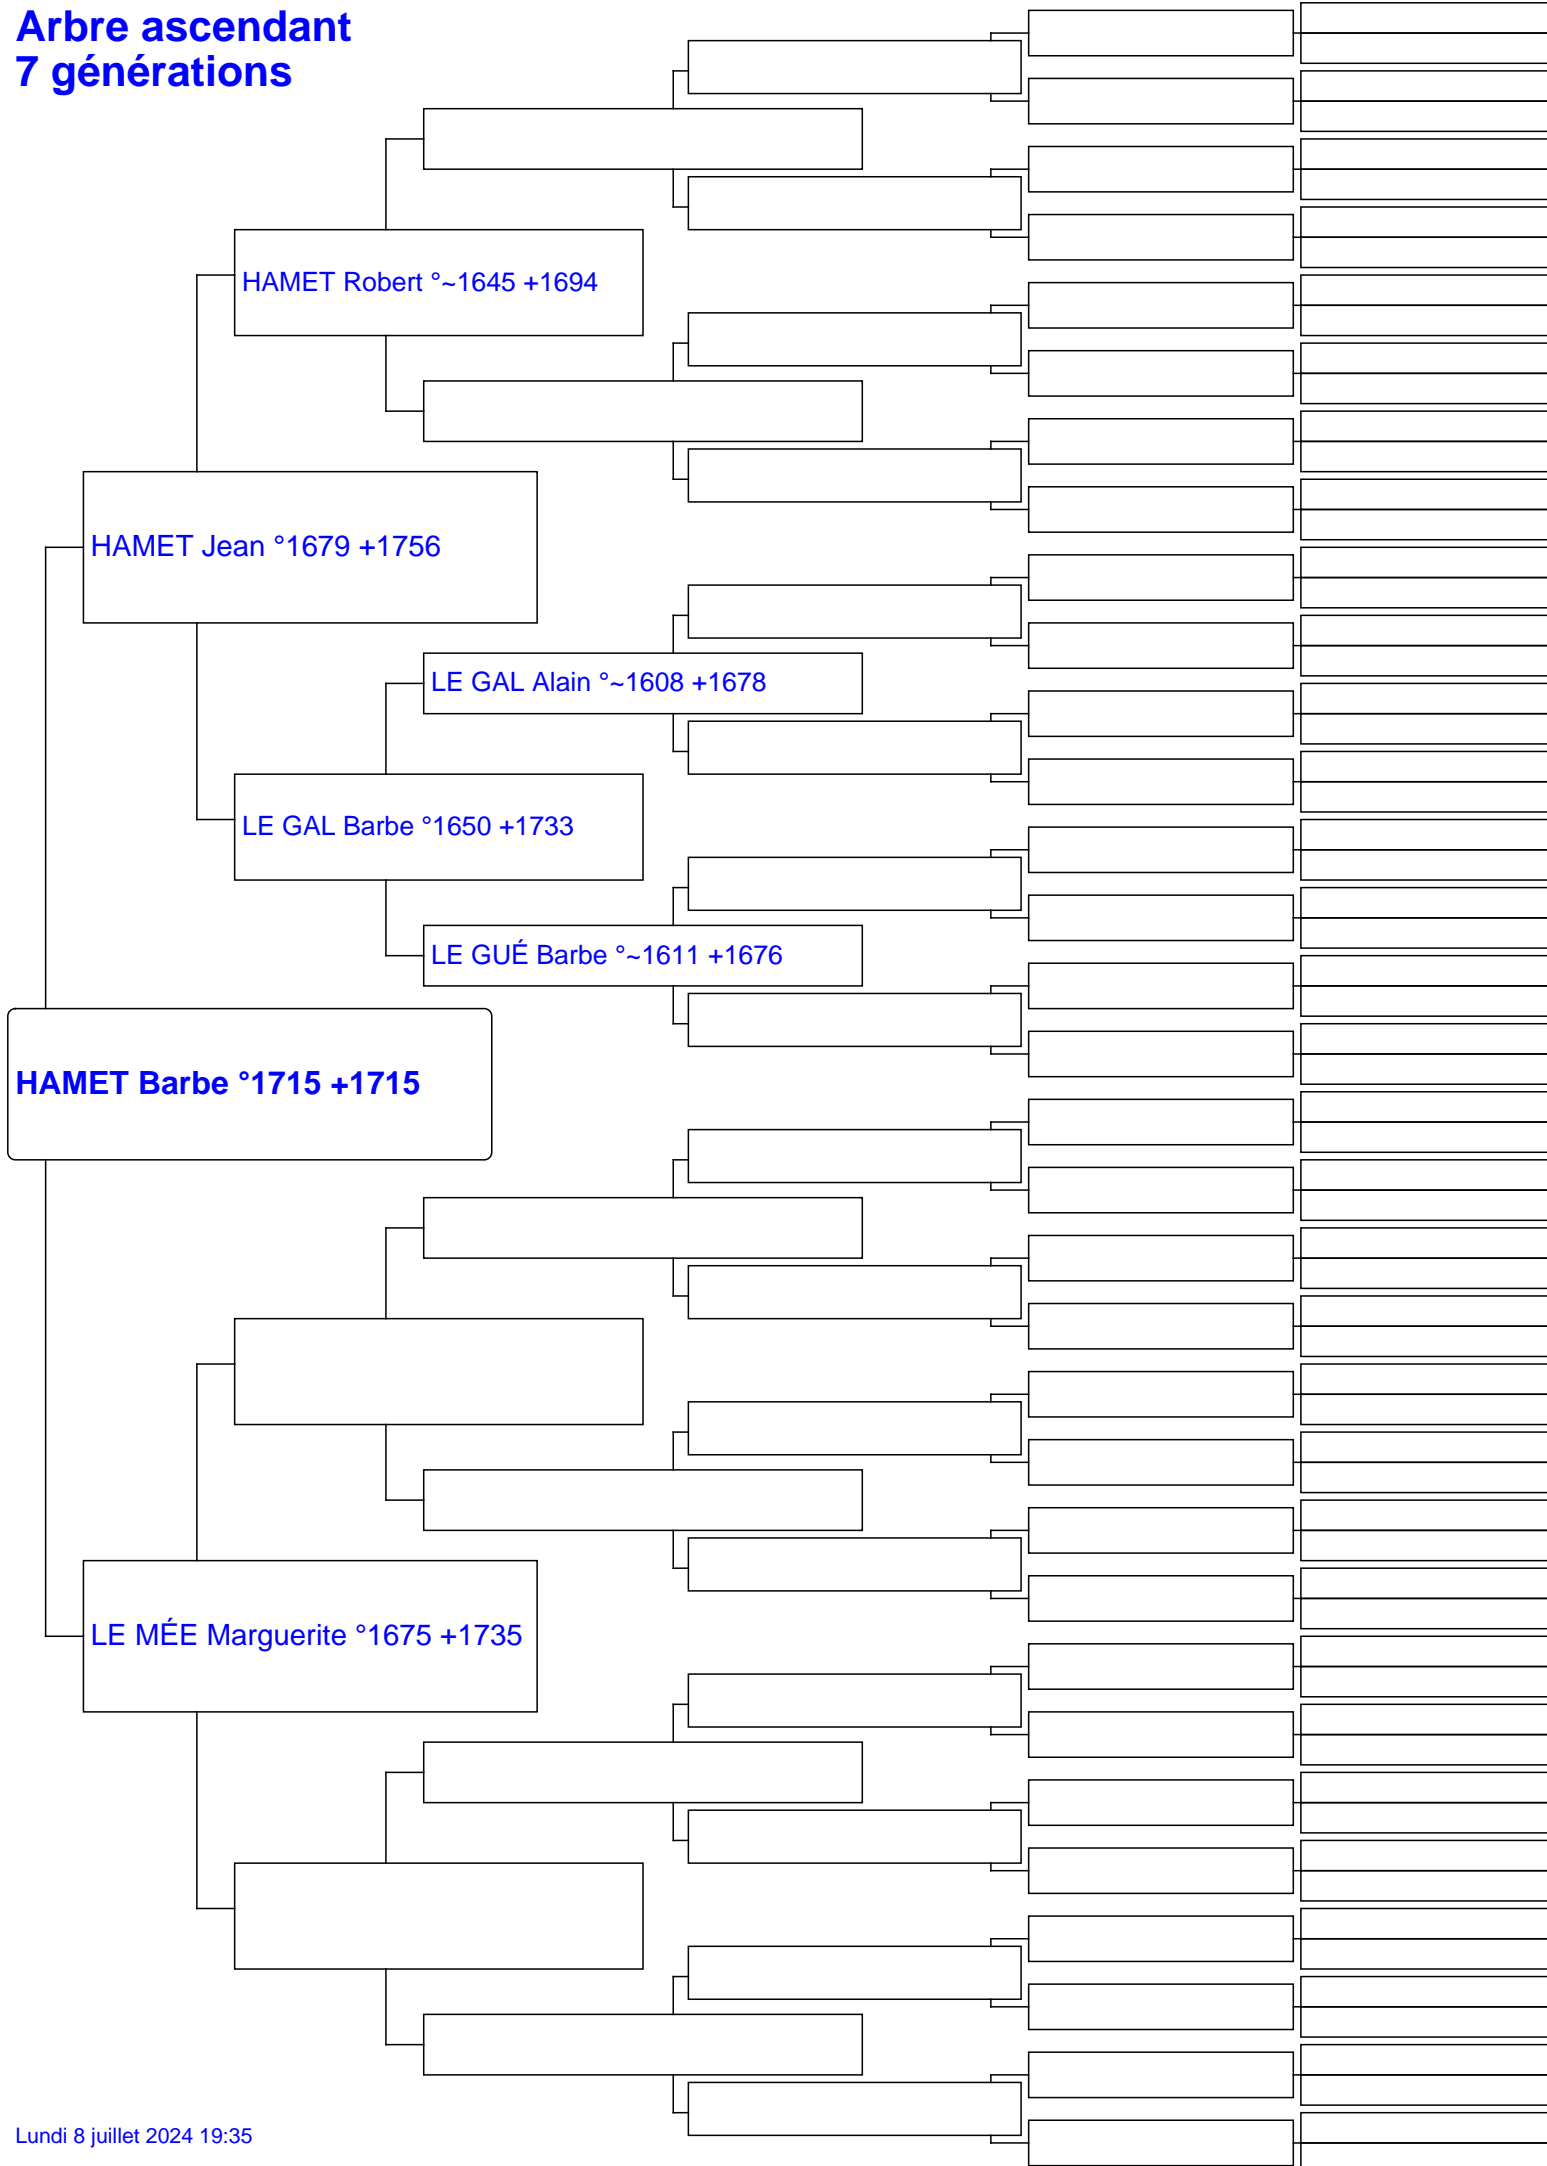 Arbre ascendant
7 générations
HAMET Robert °~1645 +1694
HAMET Jean °1679 +1756
LE GAL Alain °~1608 +1678
LE GAL Barbe °1650 +1733
LE GUÉ Barbe °~1611 +1676
HAMET Barbe °1715 +1715
LE MÉE Marguerite °1675 +1735
Lundi 8 juillet 2024 19:35